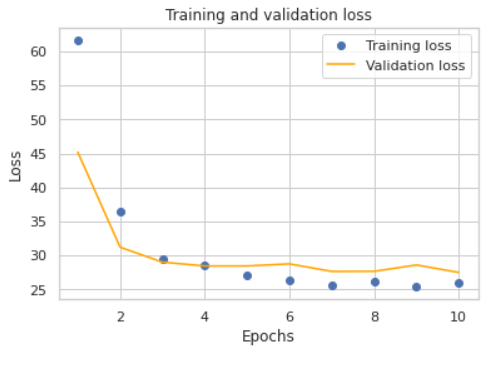 Training and validation loss
Training loss
Validation loss
60
55
50
45
40
35
30
25
Loss
2
4
6
8
10
Epochs